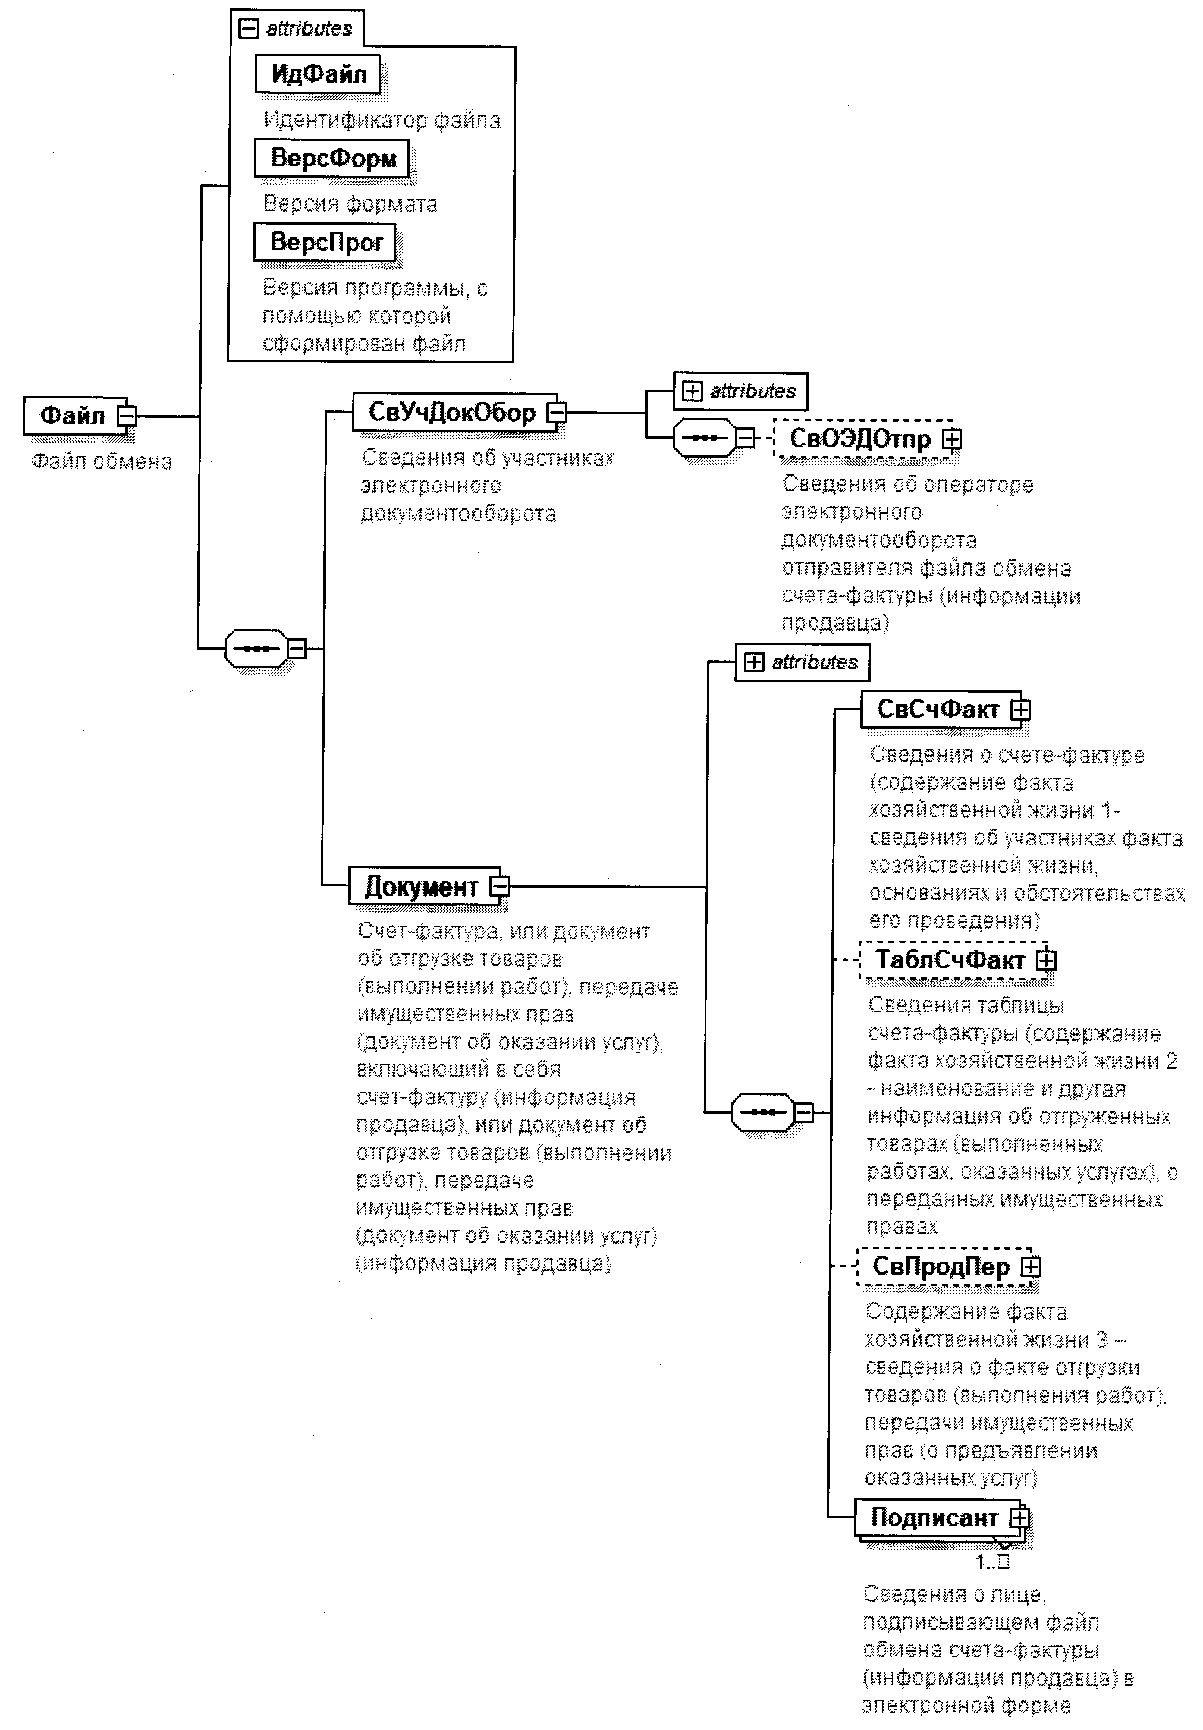 attributes
ИдФайл
Идентификатор файла
ВерсФорм
Версия формата
ВерсПрог
Версия программы, с
помощью которой
сформирован файл
Файл
Файл обмена
СвУчДокОбор
Сведения об участниках
электронного
документооборота
attributes
СвОЭДОтпр
Сведения об операторе
электронного
документооборота
отправителя файла обмена
счета-фактуры (информации
продавца)
Документ
Счет-фактура, или документ
об отгрузке товаров
(выполнении работ), передаче
имущественных прав
(документ об оказании услуг),
включающий в себя
счет-фактуру (информация
продавца), или документ об
отгрузке товаров (выполнении
работ), передаче
имущественных прав
(документ об оказании услуг)
(информация продавца)
attributes
СвСчФакт
Сведения о счете-фактуре
(содержание факта
хозяйственной жизни 1-
сведения об участниках факта
хозяйственной жизни,
основаниях и обстоятельствах
его проведения)
ТаблСчФакт
Сведения таблицы
счета-фактуры (содержание
факта хозяйственной жизни 2
- наименование и другая
информация об отгруженных
товарах (выполненных
работах, оказанных услугах), о
переданных имущественных
правах
СвПродПер
Содержание факта
хозяйственной жизни 3 –
сведения о факте отгрузки
товаров (выполнения работ),
передачи имущественных
прав (о предъявлении
оказанных услуг)
Подписант
1..□
Сведения о лице,
подписывающем файл
обмена счета-фактуры
(информации продавца) в
электронной форме